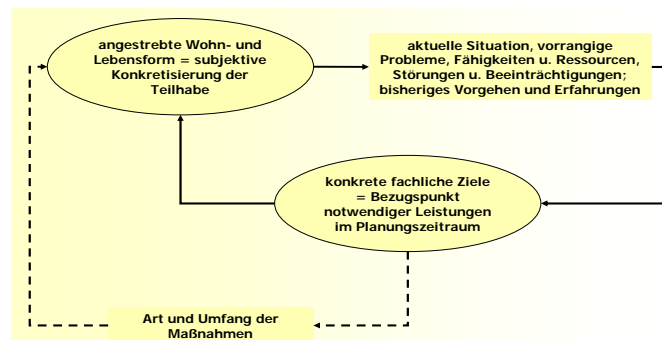 angestrebte Wohn- und
Lebensform = subjektive
Konkretisierung der
Teilhabe
aktuelle Situation, vorrangige
Probleme, Fähigkeiten u. Ressourcen,
Störungen u. Beeinträchtigungen;
bisheriges Vorgehen und Erfahrungen
konkrete fachliche Ziele
= Bezugspunkt
notwendiger Leistungen
im Planungszeitraum
Art und Umfang der
Maßnahmen